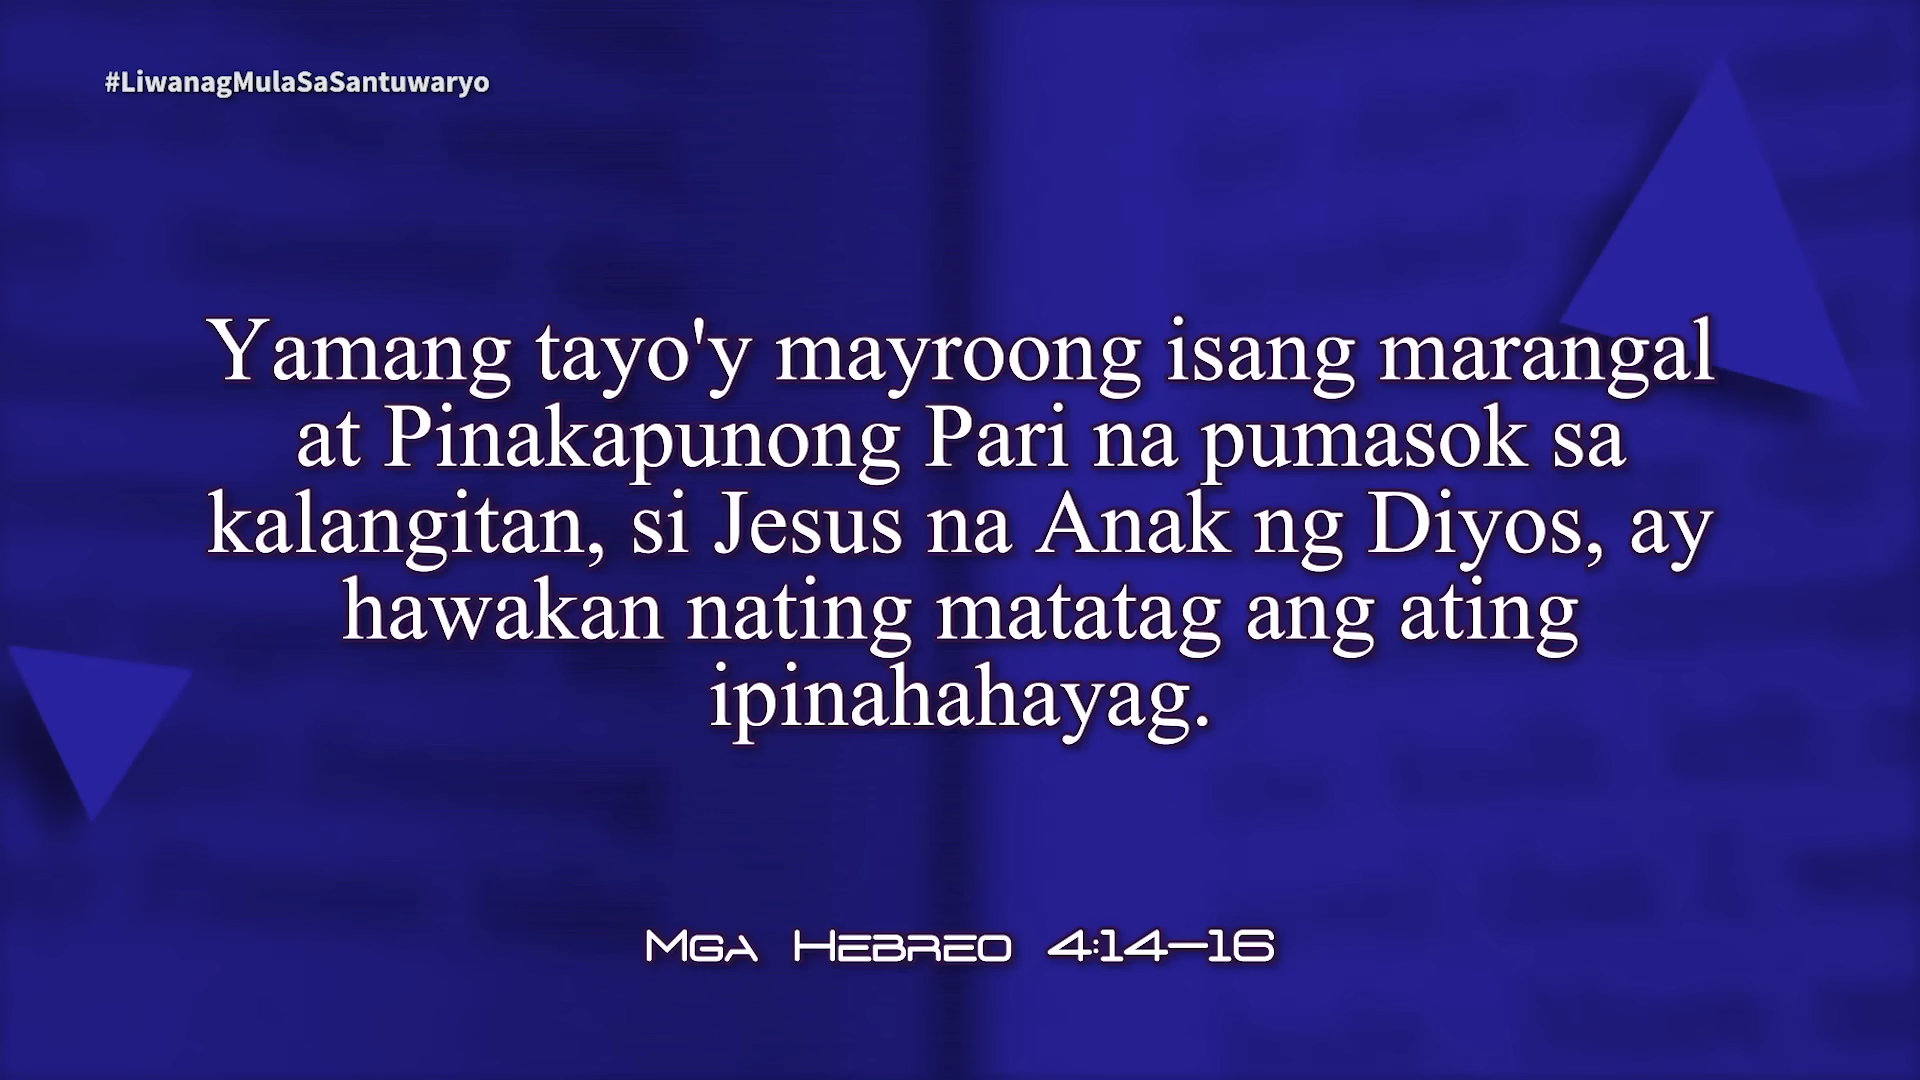 #LiwanagMulaSaSantuwaryo
Yamang tayo'y mayroong isang marangal
at Pinakapunong Pari na pumasok sa
kalangitan, si Jesus na Anak ng Diyos, ay
hawakan nating matatag ang ating
ipinahahayag.
Mga Hebreo 4:14–16